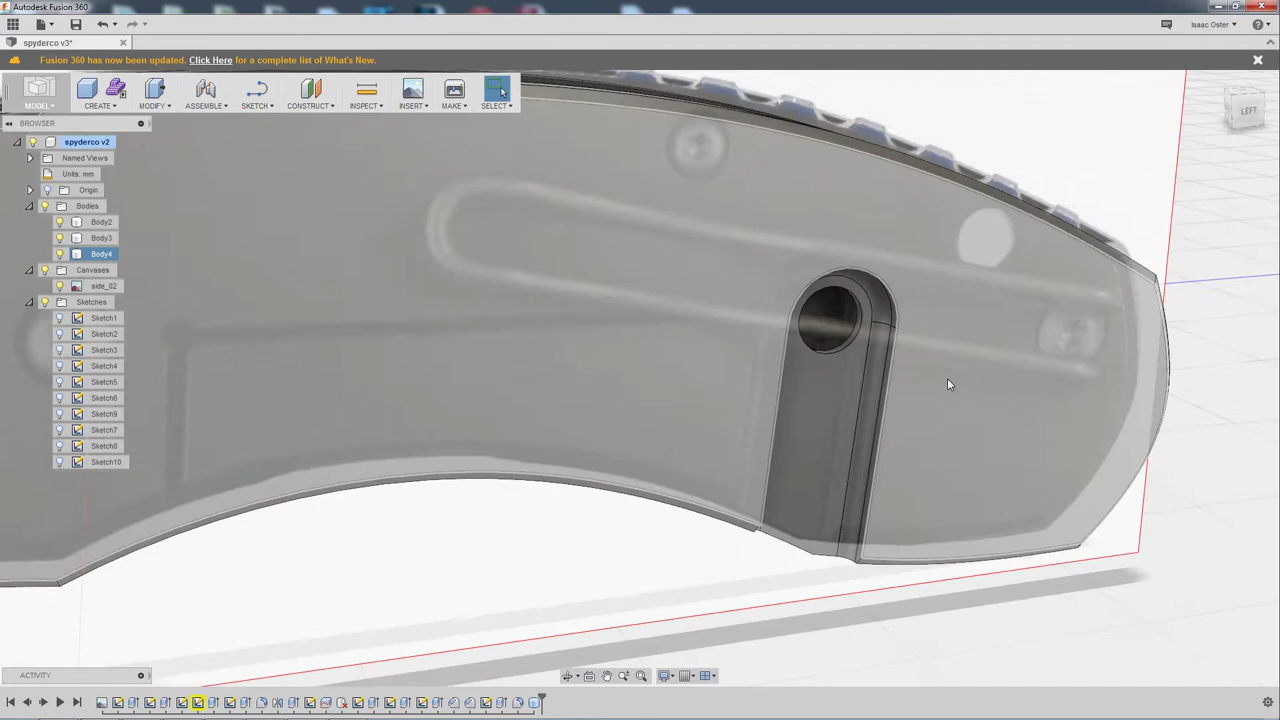 Autodesk Fusion 360
Isaac Oster
spyderco v3*
Fusion 360 has now been updated. Click Here for a complete list of What's New.
MODEL
CREATE
MODIFY
ASSEMBLE
SKETCH
CONSTRUCT
INSPECT
INSERT
MAKE
SELECT
LEFT
BROWSER
spyderco v2
Named Views
Units: mm
Origin
Bodies
Body2
Body3
Body4
Canvases
side_02
Sketches
Sketch1
Sketch2
Sketch3
Sketch4
Sketch5
Sketch6
Sketch9
Sketch7
Sketch8
Sketch10
ACTIVITY